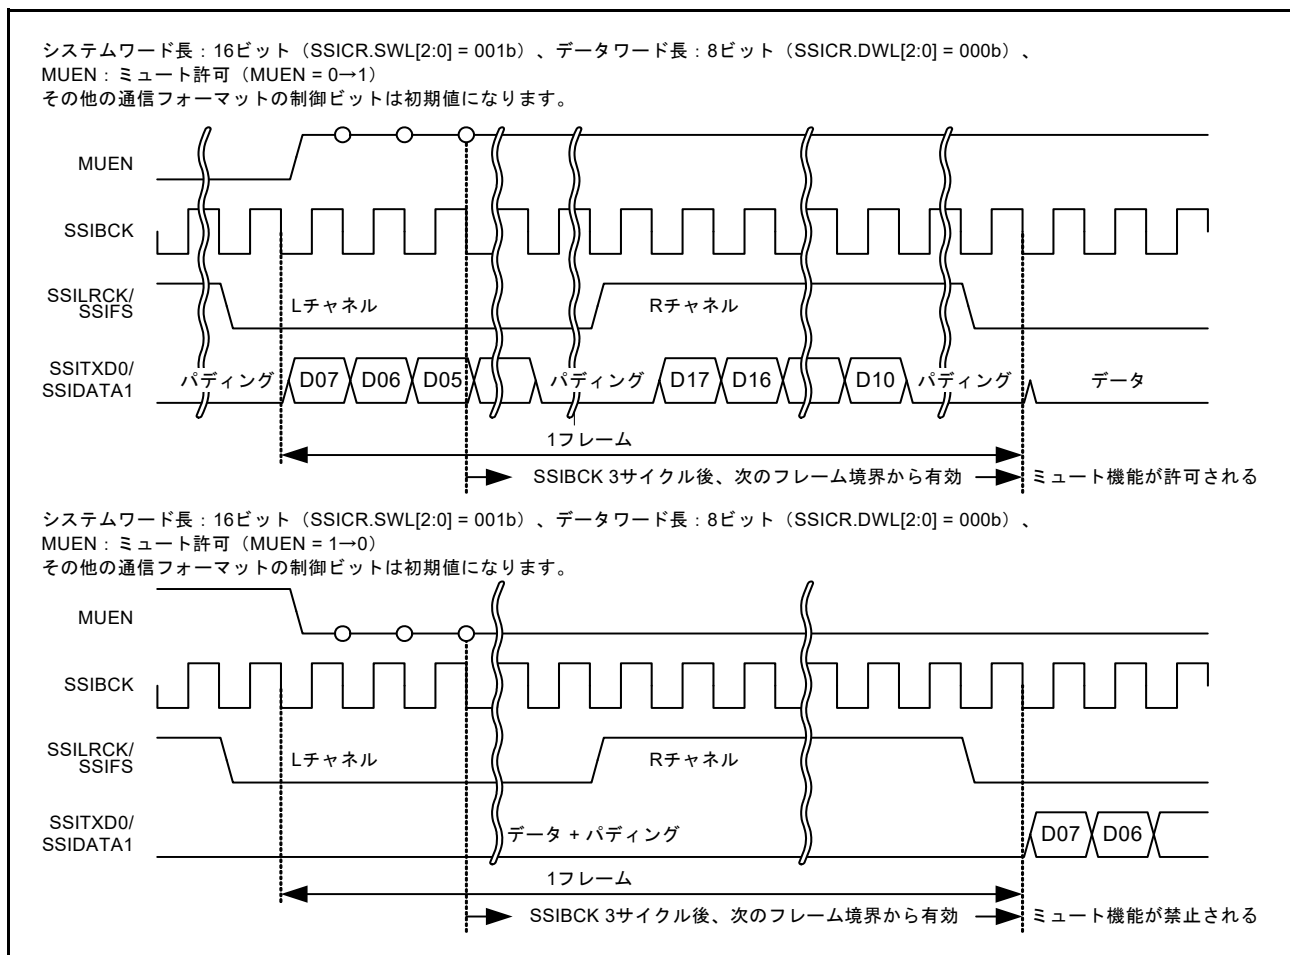 システムワード長：16ビット（SSICR.SWL[2:0] = 001b）、データワード長：8ビット（SSICR.DWL[2:0] = 000b）、
MUEN：ミュート許可（MUEN = 0→1）
その他の通信フォーマットの制御ビットは初期値になります。
MUEN
SSIBCK
SSILRCK/
SSIFS
Lチャネル
Rチャネル
SSITXD0/
SSIDATA1
パディング D07 D06 D05 パディング D17 D16 D10 パディング データ
1フレーム
SSIBCK 3サイクル後、次のフレーム境界から有効
ミュート機能が許可される
システムワード長：16ビット（SSICR.SWL[2:0] = 001b）、データワード長：8ビット（SSICR.DWL[2:0] = 000b）、
MUEN：ミュート許可（MUEN = 1→0）
その他の通信フォーマットの制御ビットは初期値になります。
MUEN
SSIBCK
SSILRCK/
SSIFS
Lチャネル
Rチャネル
SSITXD0/
SSIDATA1
データ + パディング
D07 D06
1フレーム
SSIBCK 3サイクル後、次のフレーム境界から有効
ミュート機能が禁止される